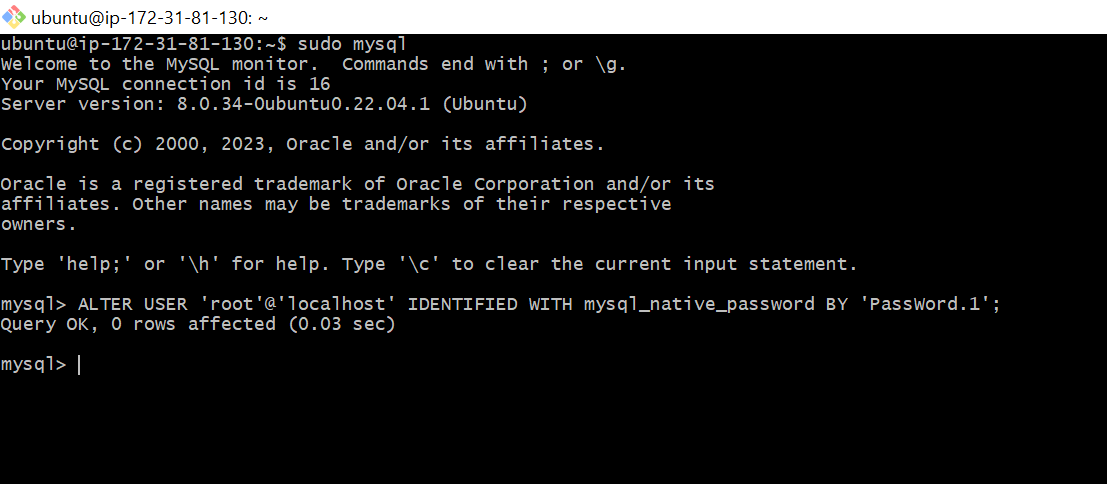 ubuntu@ip-172-31-81-130: ~
ubuntu@ip-172-31-81-130:~$ sudo mysql
Welcome to the MySQL monitor.  Commands end with ; or \g.
Your MySQL connection id is 16
Server version: 8.0.34-0ubuntu0.22.04.1 (Ubuntu)
Copyright (c) 2000, 2023, Oracle and/or its affiliates.
Oracle is a registered trademark of Oracle Corporation and/or its
affiliates. Other names may be trademarks of their respective
owners.
Type 'help;' or '\h' for help. Type '\c' to clear the current input statement.
mysql> ALTER USER 'root'@'localhost' IDENTIFIED WITH mysql_native_password BY 'PassWord.1';
Query OK, 0 rows affected (0.03 sec)
mysql>